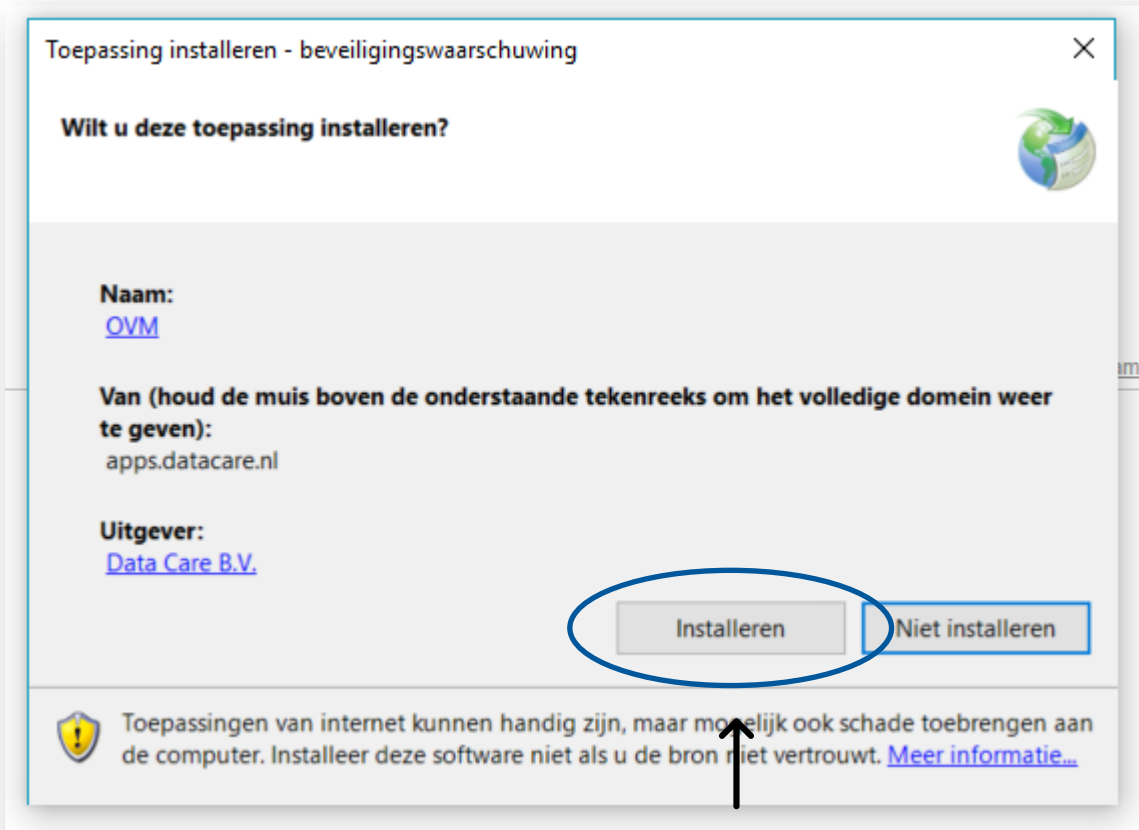 Toepassing installeren - beveiligingswaarschuwing
Wilt u deze toepassing installeren?
Naam:
OVM
Van (houd de muis boven de onderstaande tekenreeks om het volledige domein weer
te geven):
apps.datacare.nl
Uitgever:
Data Care B.V.
Installeren
Niet installeren
Toepassingen van internet kunnen handig zijn, maar mogelijk ook schade toebrengen aan
de computer. Installeer deze software niet als u de bron niet vertrouwt. Meer informatie...